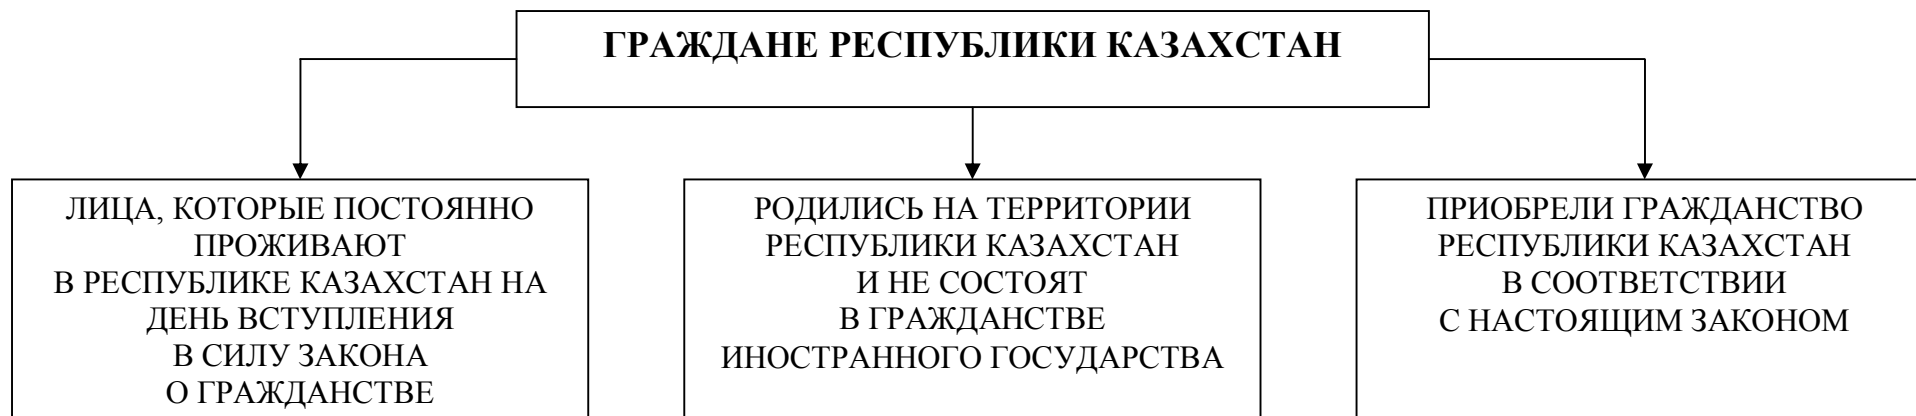 ГРАЖДАНЕ РЕСПУБЛИКИ КАЗАХСТАН
ЛИЦА, КОТОРЫЕ ПОСТОЯННО
ПРОЖИВАЮТ
В РЕСПУБЛИКЕ КАЗАХСТАН НА
ДЕНЬ ВСТУПЛЕНИЯ
В СИЛУ ЗАКОНА
О ГРАЖДАНСТВЕ
РОДИЛИСЬ НА ТЕРРИТОРИИ
РЕСПУБЛИКИ КАЗАХСТАН
И НЕ СОСТОЯТ
В ГРАЖДАНСТВЕ
ИНОСТРАННОГО ГОСУДАРСТВА
ПРИОБРЕЛИ ГРАЖДАНСТВО
РЕСПУБЛИКИ КАЗАХСТАН
В СООТВЕТСТВИИ
С НАСТОЯЩИМ ЗАКОНОМ